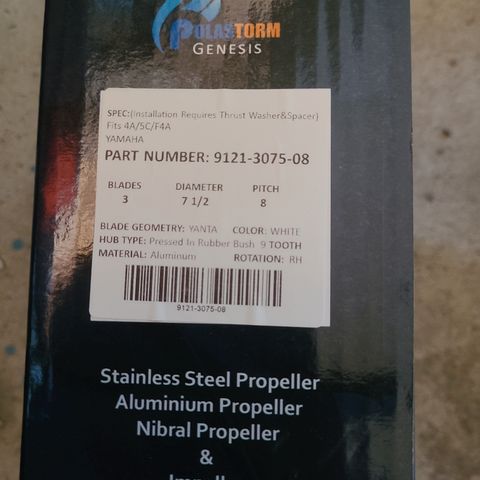 POLASTORM
GENESIS
SPEC:(Installation Requires Thrust Washer&Spacer)
Fits 4A/5C/F4A
YAMAHA
PART NUMBER: 9121-3075-08
BLADES DIAMETER PITCH
3 7 1/2 8
BLADE GEOMETRY: YANTA COLOR: WHITE
HUB TYPE: Pressed In Rubber Bush 9 TOOTH
MATERIAL: Aluminum ROTATION: RH
9121-3075-08
Stainless Steel Propeller
Aluminium Propeller
Nibral Propeller
&